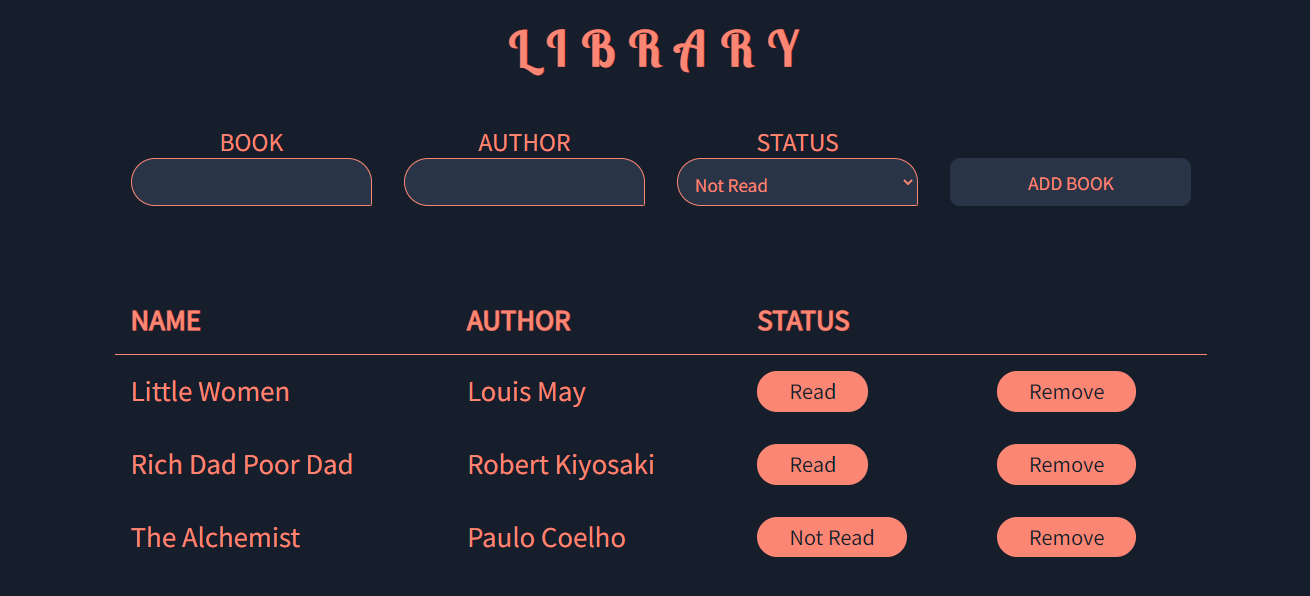 LIBRARY
BOOK AUTHOR STATUS
Not Read ADD BOOK
NAME AUTHOR STATUS
Little Women Louis May Read Remove
Rich Dad Poor Dad Robert Kiyosaki Read Remove
The Alchemist Paulo Coelho Not Read Remove